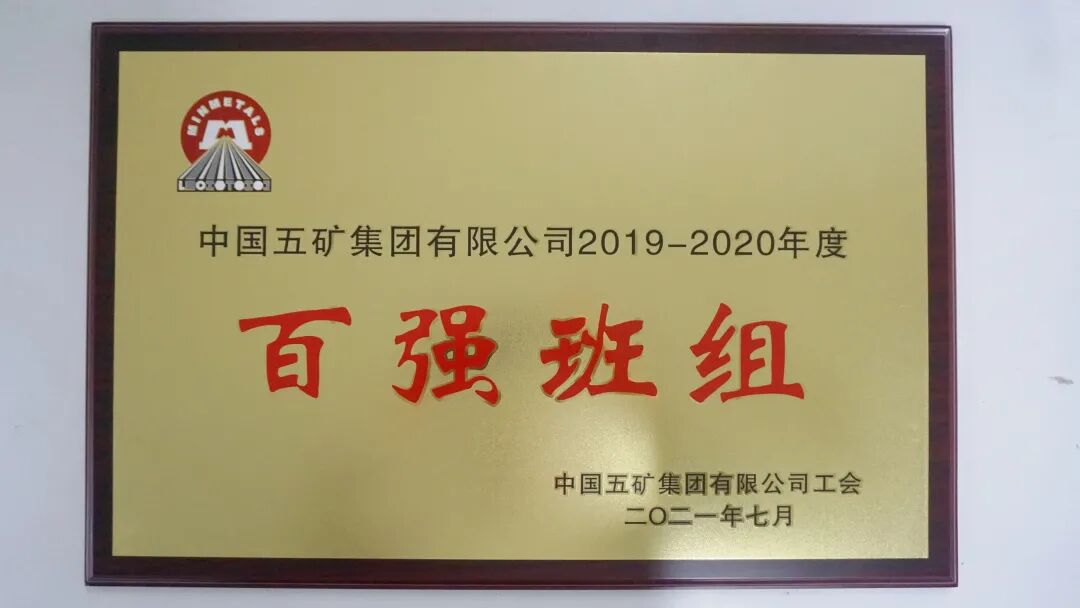 MINMETALS
中国五矿集团有限公司2019-2020年度
百强班组
中国五矿集团有限公司工会
二〇二一年七月